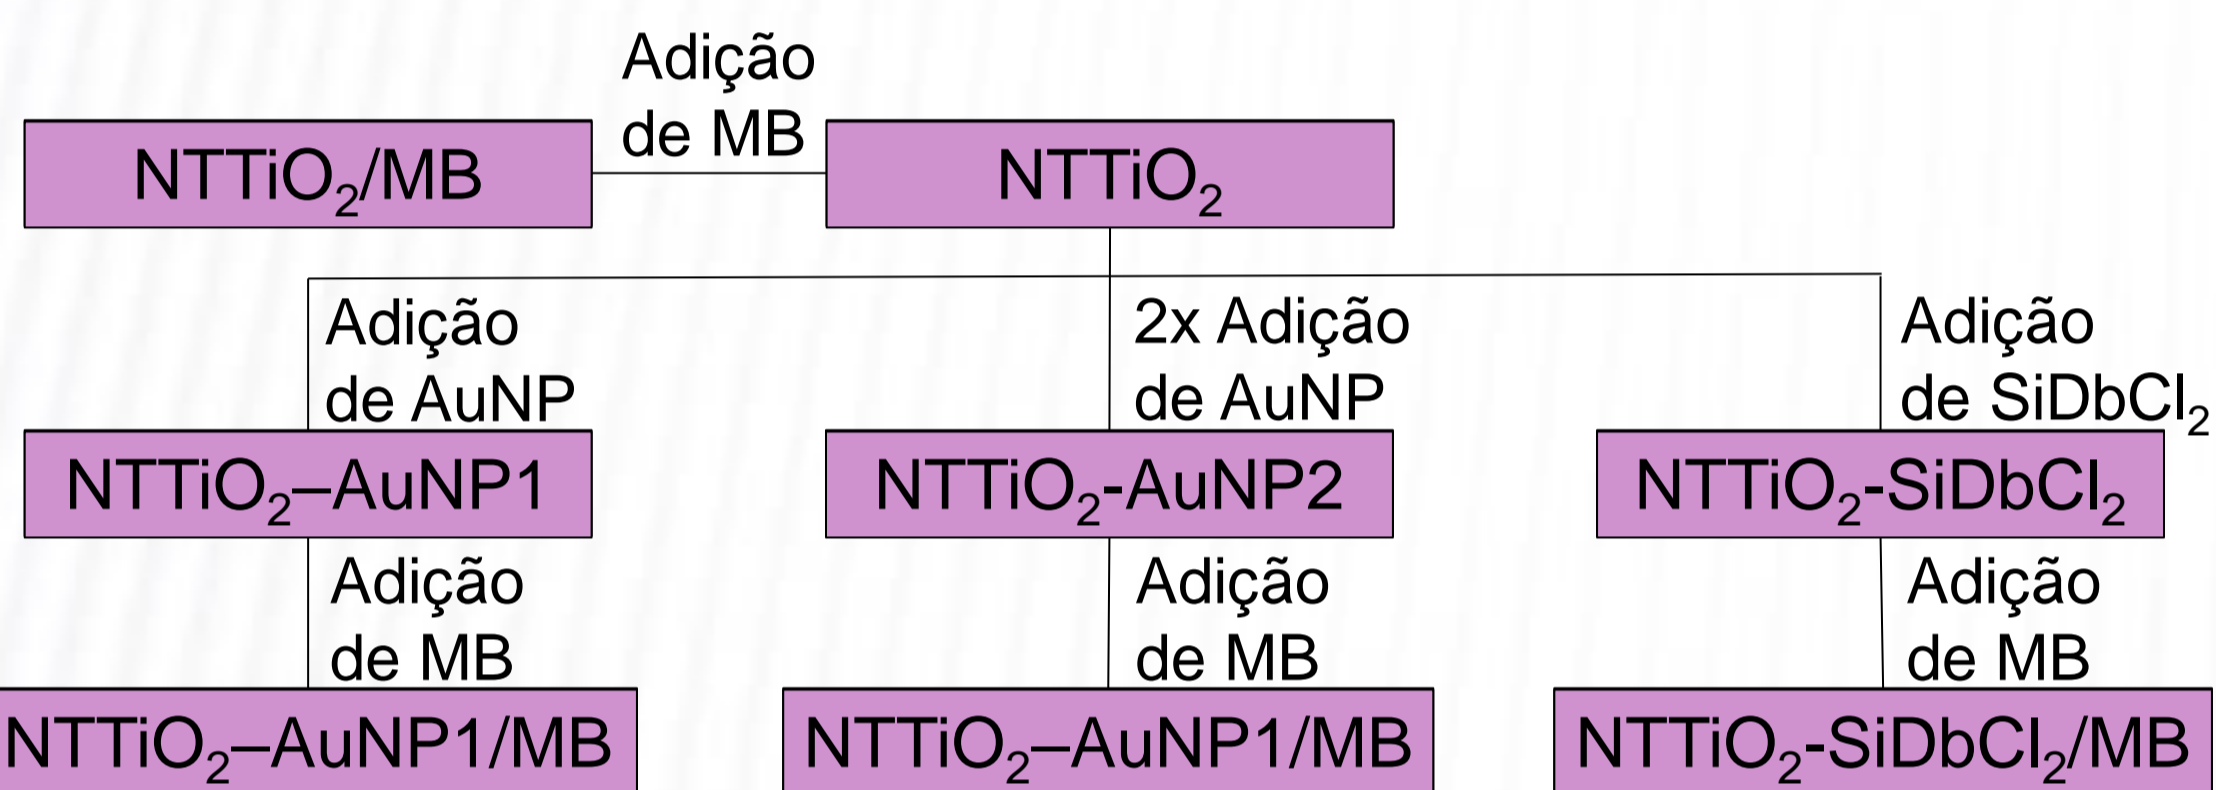 Adição
de MB
NTTiO₂/MB
NTTiO₂
Adição
de AuNP
2x Adição
de AuNP
Adição
de SiDbCl₂
NTTiO₂–AuNP1
NTTiO₂-AuNP2
NTTiO₂-SiDbCl₂
Adição
de MB
Adição
de MB
Adição
de MB
NTTiO₂–AuNP1/MB
NTTiO₂–AuNP1/MB
NTTiO₂-SiDbCl₂/MB